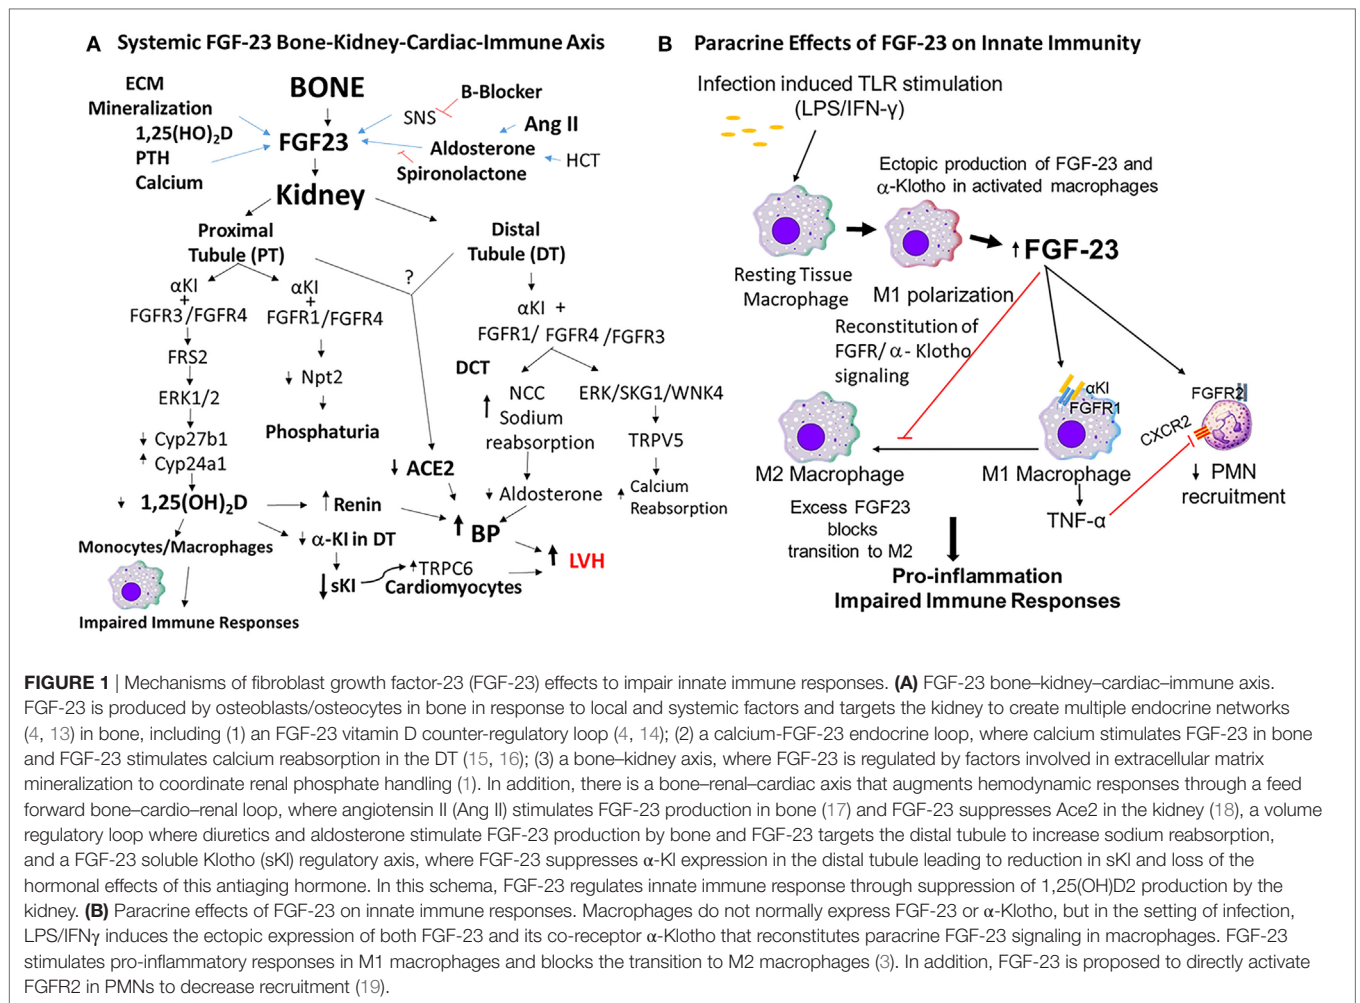 A Systemic FGF-23 Bone-Kidney-Cardiac-Immune Axis
ECM
Mineralization
1,25(HO)₂D
PTH
Calcium
BONE
FGF23
Kidney
SNS
B-Blocker
Ang II
Aldosterone
HCT
Spironolactone
Proximal
Tubule (PT)
Distal
Tubule (DT)
?
αKI
+
FGFR3/FGFR4
FRS2
ERK1/2
Cyp27b1
Cyp24a1
1,25(OH)₂D
Monocytes/Macrophages
Impaired Immune Responses
αKI
+
FGFR1/FGFR4
Npt2
Phosphaturia
αKI +
FGFR1/ FGFR4 /FGFR3
DCT
NCC
Sodium
reabsorption
Aldosterone
ERK/SKG1/WNK4
TRPV5
Calcium
Reabsorption
ACE2
Renin
BP
α-KI in DT
sKI
TRPC6
Cardiomyocytes
LVH
B Paracrine Effects of FGF-23 on Innate Immunity
Infection induced TLR stimulation
(LPS/IFN-γ)
Ectopic production of FGF-23 and
α-Klotho in activated macrophages
Resting Tissue
Macrophage
M1 polarization
FGF-23
Reconstitution of
FGFR/ α- Klotho
signaling
αKI
FGFR1
FGFR2
CXCR2
M2 Macrophage
M1 Macrophage
PMN
recruitment
TNF-α
Excess FGF23
blocks
transition to M2
Pro-inflammation
Impaired Immune Responses
FIGURE 1 | Mechanisms of fibroblast growth factor-23 (FGF-23) effects to impair innate immune responses. (A) FGF-23 bone–kidney–cardiac–immune axis.
FGF-23 is produced by osteoblasts/osteocytes in bone in response to local and systemic factors and targets the kidney to create multiple endocrine networks
(4, 13) in bone, including (1) an FGF-23 vitamin D counter-regulatory loop (4, 14); (2) a calcium-FGF-23 endocrine loop, where calcium stimulates FGF-23 in bone
and FGF-23 stimulates calcium reabsorption in the DT (15, 16); (3) a bone–kidney axis, where FGF-23 is regulated by factors involved in extracellular matrix
mineralization to coordinate renal phosphate handling (1). In addition, there is a bone–renal–cardiac axis that augments hemodynamic responses through a feed
forward bone–cardio–renal loop, where angiotensin II (Ang II) stimulates FGF-23 production in bone (17) and FGF-23 suppresses Ace2 in the kidney (18), a volume
regulatory loop where diuretics and aldosterone stimulate FGF-23 production by bone and FGF-23 targets the distal tubule to increase sodium reabsorption,
and a FGF-23 soluble Klotho (sKl) regulatory axis, where FGF-23 suppresses α-Kl expression in the distal tubule leading to reduction in sKl and loss of the
hormonal effects of this antiaging hormone. In this schema, FGF-23 regulates innate immune response through suppression of 1,25(OH)D2 production by the
kidney. (B) Paracrine effects of FGF-23 on innate immune responses. Macrophages do not normally express FGF-23 or α-Klotho, but in the setting of infection,
LPS/IFNγ induces the ectopic expression of both FGF-23 and its co-receptor α-Klotho that reconstitutes paracrine FGF-23 signaling in macrophages. FGF-23
stimulates pro-inflammatory responses in M1 macrophages and blocks the transition to M2 macrophages (3). In addition, FGF-23 is proposed to directly activate
FGFR2 in PMNs to decrease recruitment (19).